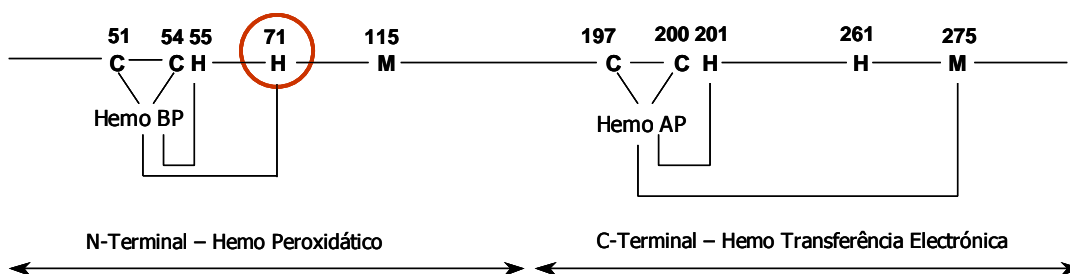 51 54 55 71 115 197 200 201 261 275
C C H H M C C H H M
Hemo BP Hemo AP
N-Terminal – Hemo Peroxidático C-Terminal – Hemo Transferência Electrónica